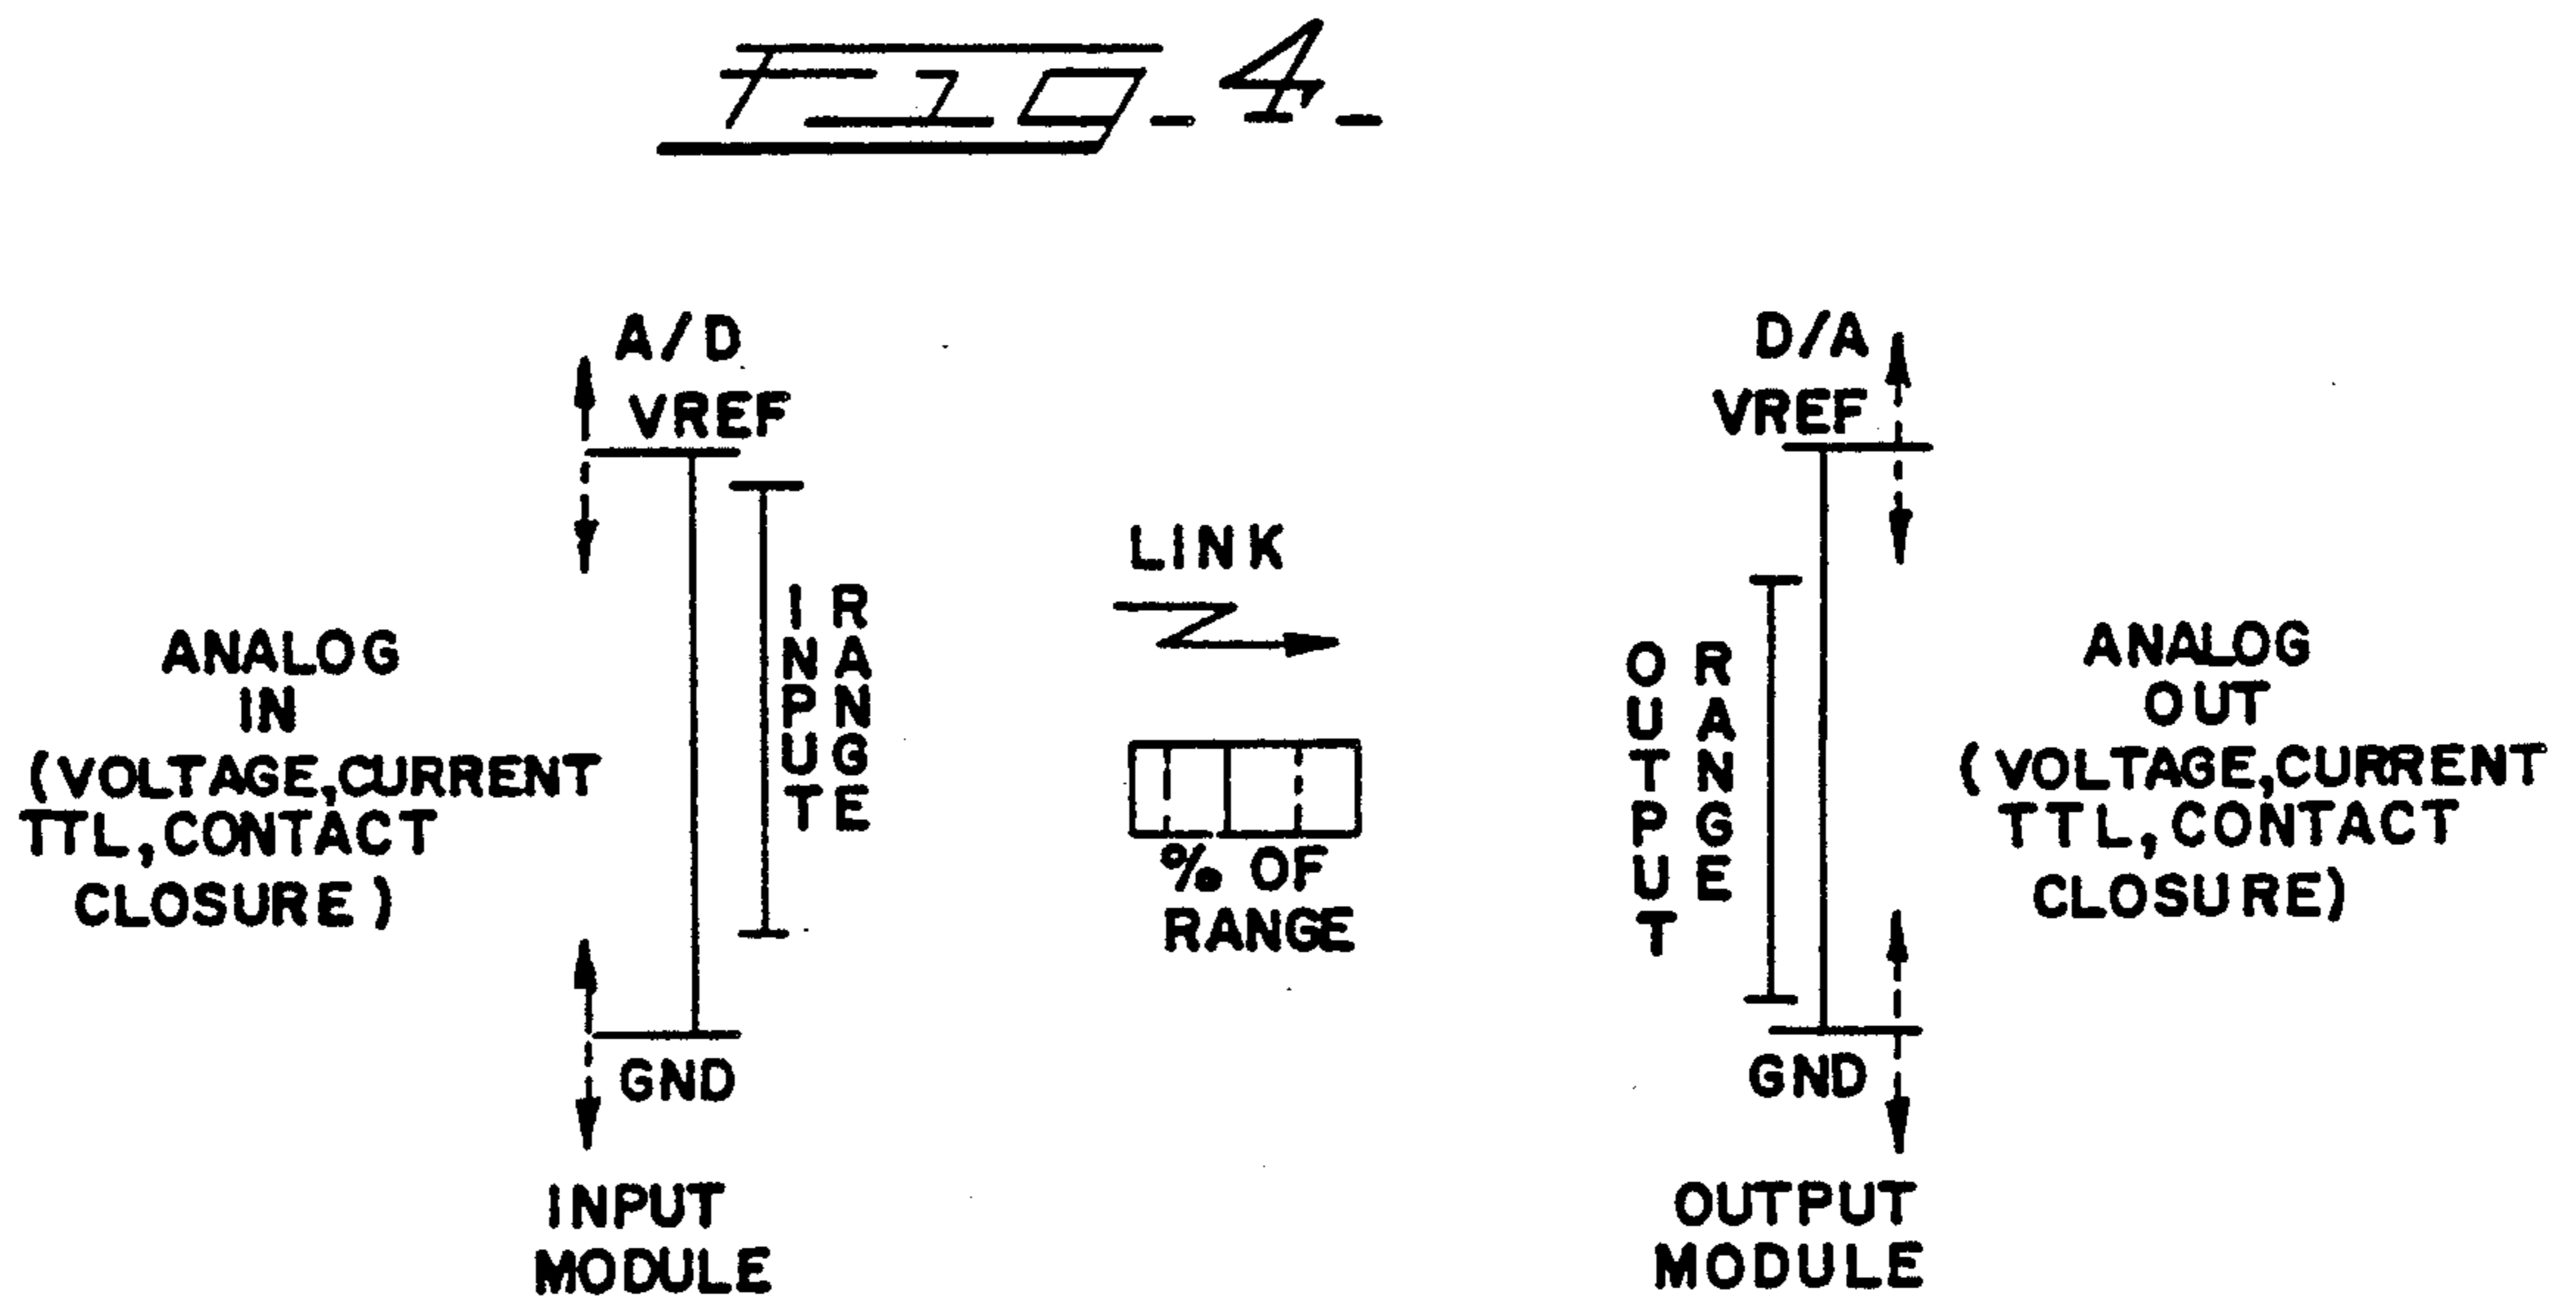 Fig. 4.
A/D
VREF
INPUT
RANGE
ANALOG
IN
(VOLTAGE,CURRENT
TTL,CONTACT
CLOSURE)
GND
INPUT
MODULE
LINK
% OF
RANGE
D/A
VREF
OUTPUT
RANGE
ANALOG
OUT
(VOLTAGE,CURRENT
TTL,CONTACT
CLOSURE)
GND
OUTPUT
MODULE